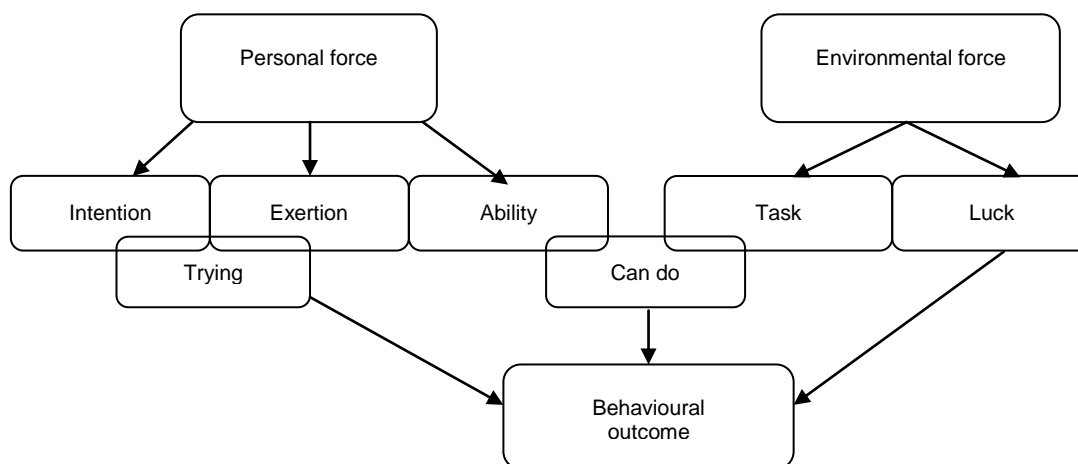 Personal force
Environmental force
Intention
Exertion
Ability
Task
Luck
Trying
Can do
Behavioural
outcome